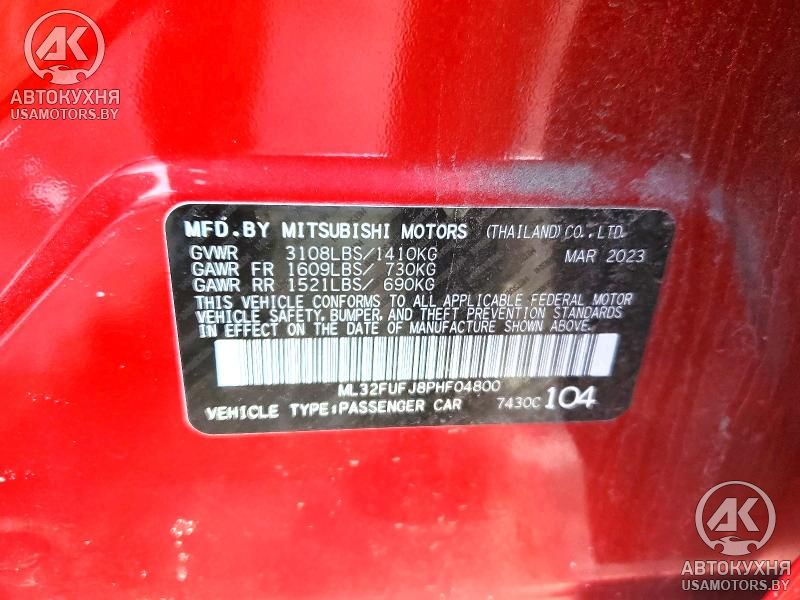 AK
АВТОКУХНЯ
USAMOTORS.BY
MFD.BY MITSUBISHI MOTORS (THAILAND) CO.,LTD.
GVWR 3108LBS/1410KG MAR 2023
GAWR FR 1609LBS/ 730KG
GAWR RR 1521LBS/ 690KG
THIS VEHICLE CONFORMS TO ALL APPLICABLE FEDERAL MOTOR
VEHICLE SAFETY, BUMPER, AND THEFT PREVENTION STANDARDS
IN EFFECT ON THE DATE OF MANUFACTURE SHOWN ABOVE.
ML32FUFJ8PHF04800
VEHICLE TYPE:PASSENGER CAR 7430C 104
AK
АВТОКУХНЯ
USAMOTORS.BY